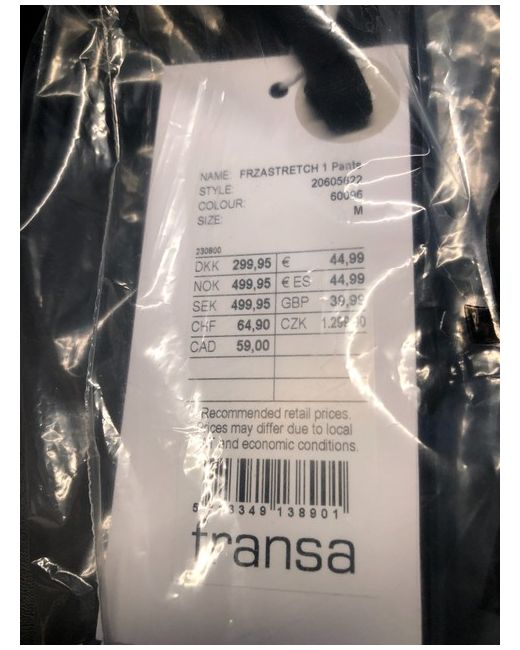 NAME: FRZASTRETCH 1 Pants
STYLE: 20605622
COLOUR: 60096
SIZE: M
230800
DKK 299,95 € 44,99
NOK 499,95 € ES 44,99
SEK 499,95 GBP 39,99
CHF 64,90 CZK
CAD 59,00
Recommended retail prices.
Prices may differ due to local
and economic conditions.
3349 138901
transa